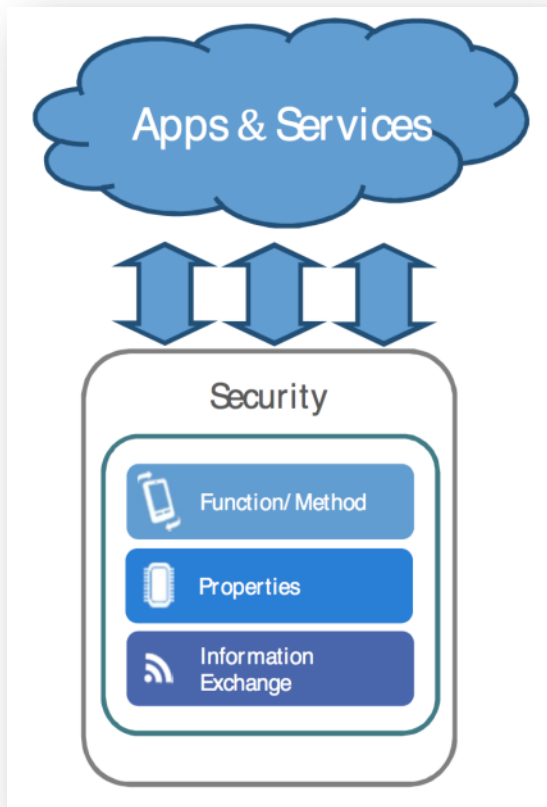 Apps & Services
Security
Function/ Method
Properties
Information
Exchange